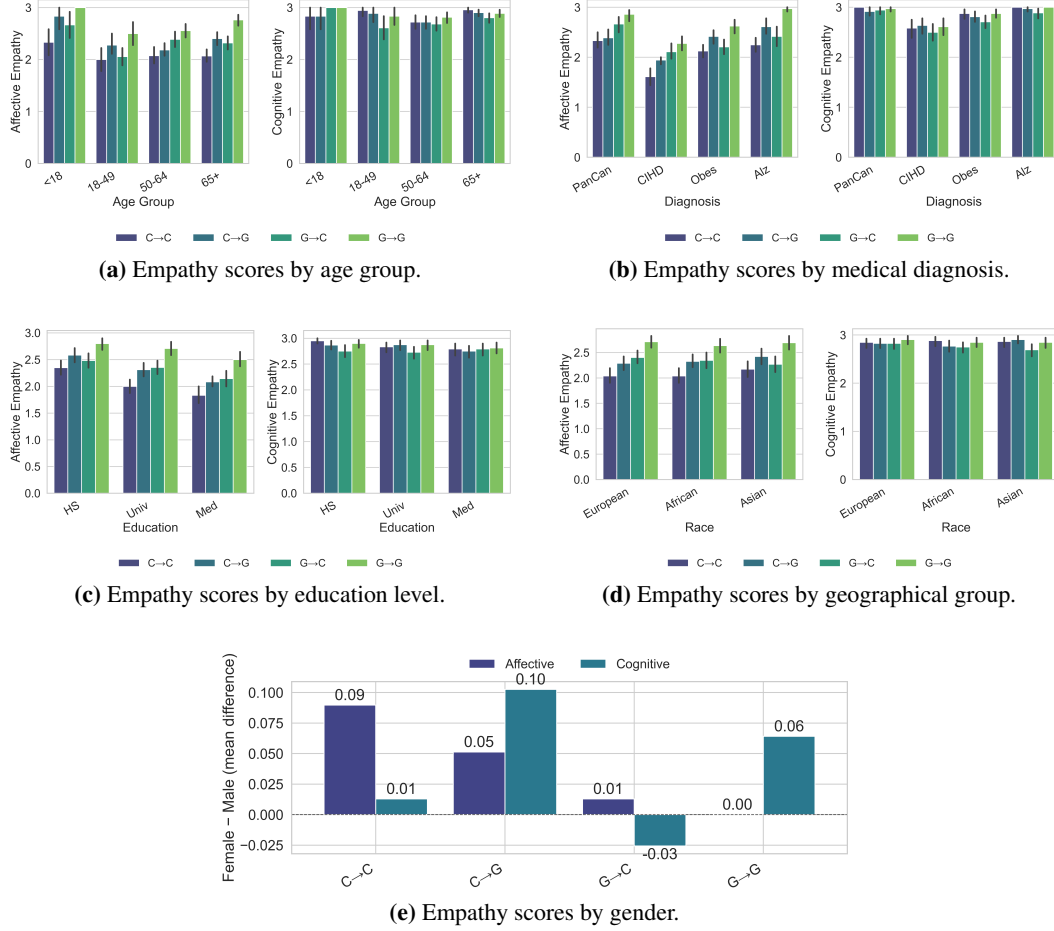 3
2
1
0
Affective Empathy
<18
18-49
50-64
65+
Age Group
3
2
1
0
Cognitive Empathy
<18
18-49
50-64
65+
Age Group
C→C C→G G→C G→G
(a) Empathy scores by age group.
3
2
1
0
Affective Empathy
PanCan
CIHD
Obes
Alz
Diagnosis
3
2
1
0
Cognitive Empathy
PanCan
CIHD
Obes
Alz
Diagnosis
C→C C→G G→C G→G
(b) Empathy scores by medical diagnosis.
3.0
2.5
2.0
1.5
1.0
0.5
0.0
Affective Empathy
HS
Univ
Med
Education
3.0
2.5
2.0
1.5
1.0
0.5
0.0
Cognitive Empathy
HS
Univ
Med
Education
C→C C→G G→C G→G
(c) Empathy scores by education level.
2.5
2.0
1.5
1.0
0.5
0.0
Affective Empathy
European
African
Asian
Race
3
2
1
0
Cognitive Empathy
European
African
Asian
Race
C→C C→G G→C G→G
(d) Empathy scores by geographical group.
Affective Cognitive
0.100
0.075
0.050
0.025
0.000
−0.025
Female − Male (mean difference)
0.09
0.01
0.05
0.10
0.01
-0.03
0.00
0.06
C→C
C→G
G→C
G→G
(e) Empathy scores by gender.